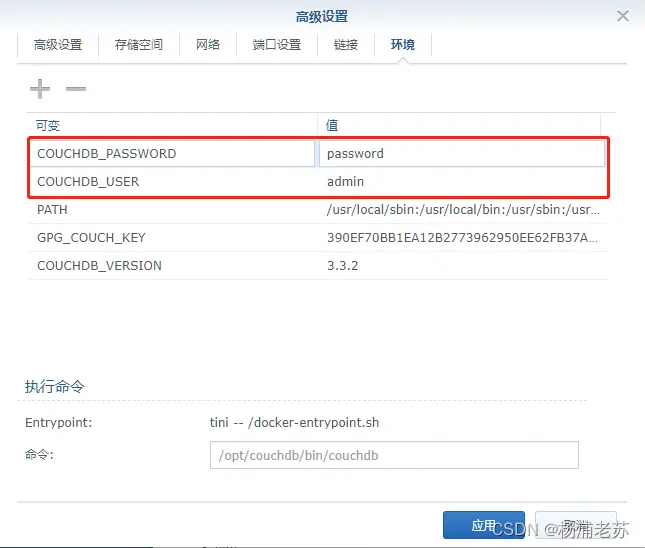 高级设置
高级设置 存储空间 网络 端口设置 链接 环境
可变 值
COUCHDB_PASSWORD password
COUCHDB_USER admin
PATH /usr/local/sbin:/usr/local/bin:/usr/sbin:/usr...
GPG_COUCH_KEY 390EF70BB1EA12B2773962950EE62FB37A...
COUCHDB_VERSION 3.3.2
执行命令
Entrypoint: tini -- /docker-entrypoint.sh
命令: /opt/couchdb/bin/couchdb
应用 取消
CSDN @杨浦老苏